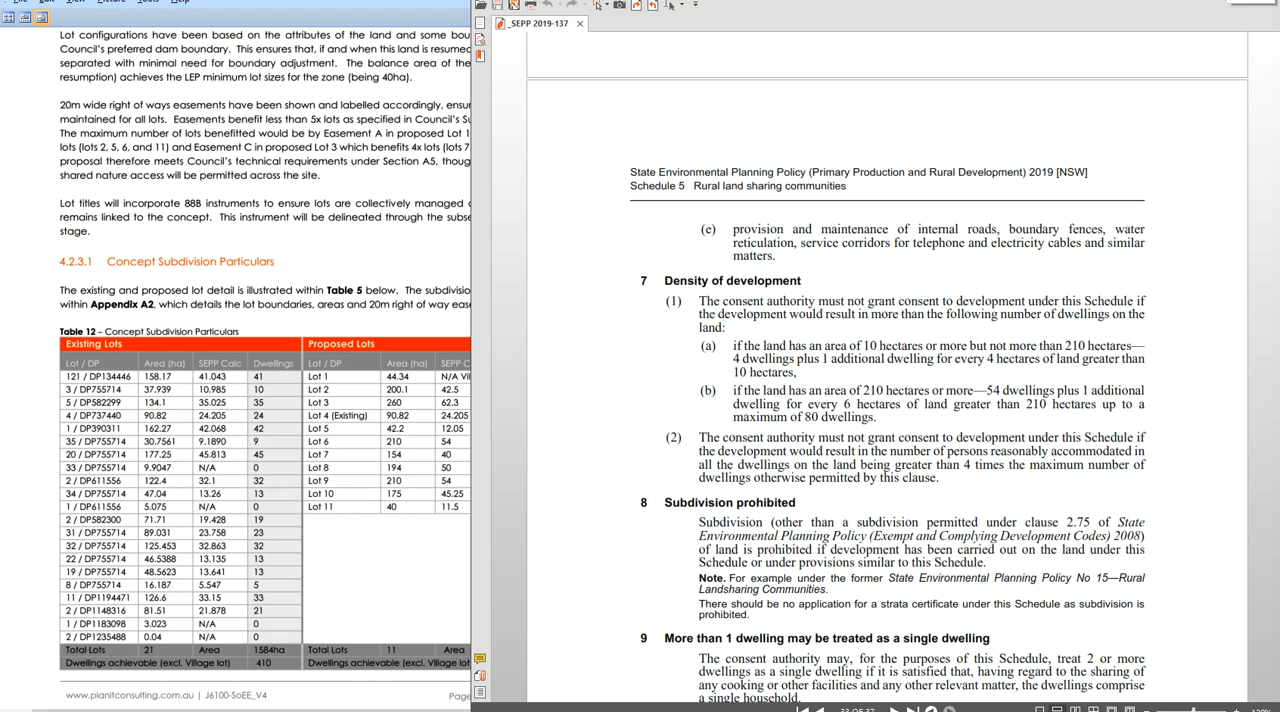 File Edit View Picture Tools Help
Lot configurations have been based on the attributes of the land and some bou
Council's preferred dam boundary. This ensures that, if and when this land is resumed
separated with minimal need for boundary adjustment. The balance area of the
resumption) achieves the LEP minimum lot sizes for the zone (being 40ha).
20m wide right of ways easements have been shown and labelled accordingly, ensu
maintained for all lots. Easements benefit less than 5x lots as specified in Council's Su
The maximum number of lots benefitted would be by Easement A in proposed Lot 1
lots (lots 2, 5, 6, and 11) and Easement C in proposed Lot 3 which benefits 4x lots (lots 7
proposal therefore meets Council's technical requirements under Section A5, thoug
shared nature access will be permitted across the site.
Lot titles will incorporate 88B instruments to ensure lots are collectively managed
remains linked to the concept. This instrument will be delineated through the subse
stage.
4.2.3.1 Concept Subdivision Particulars
The existing and proposed lot detail is illustrated within Table 5 below. The subdivisio
within Appendix A2, which details the lot boundaries, areas and 20m right of way ease
Table 12 – Concept Subdivision Particulars
Existing Lots Proposed Lots
Lot / DP Area (ha) SEPP Calc Dwellings Lot / DP Area (ha) SEPP C
121 / DP134446 158.17 41.043 41 Lot 1 44.34 N/A Vil
3 / DP755714 37.939 10.985 10 Lot 2 200.1 42.5
5 / DP582299 134.1 35.025 35 Lot 3 260 62.3
4 / DP737440 90.82 24.205 24 Lot 4 (Existing) 90.82 24.205
1 / DP390311 162.27 42.068 42 Lot 5 42.2 12.05
35 / DP755714 30.7561 9.1890 9 Lot 6 210 54
20 / DP755714 177.25 45.813 45 Lot 7 154 40
33 / DP755714 9.9047 N/A 0 Lot 8 194 50
2 / DP611556 122.4 32.1 32 Lot 9 210 54
34 / DP755714 47.04 13.26 13 Lot 10 175 45.25
1 / DP611556 5.075 N/A 0 Lot 11 40 11.5
2 / DP582300 71.71 19.428 19
31 / DP755714 89.031 23.758 23
32 / DP755714 125.453 32.863 32
22 / DP755714 46.5388 13.135 13
19 / DP755714 48.5623 13.641 13
8 / DP755714 16.187 5.547 5
11 / DP1194471 126.6 33.15 33
2 / DP1148316 81.51 21.878 21
1 / DP1183098 3.023 N/A 0
2 / DP1235488 0.04 N/A 0
Total Lots 21 Area 1584ha Total Lots 11 Area
Dwellings achievable (excl. Village lot) 410 Dwellings achievable (excl. Village lot
www.planitconsulting.com.au | J6100-SoEE_V4 Page
_SEPP 2019-137
State Environmental Planning Policy (Primary Production and Rural Development) 2019 [NSW]
Schedule 5 Rural land sharing communities
(e) provision and maintenance of internal roads, boundary fences, water
reticulation, service corridors for telephone and electricity cables and similar
matters.
7 Density of development
(1) The consent authority must not grant consent to development under this Schedule if
the development would result in more than the following number of dwellings on the
land:
(a) if the land has an area of 10 hectares or more but not more than 210 hectares—
4 dwellings plus 1 additional dwelling for every 4 hectares of land greater than
10 hectares,
(b) if the land has an area of 210 hectares or more—54 dwellings plus 1 additional
dwelling for every 6 hectares of land greater than 210 hectares up to a
maximum of 80 dwellings.
(2) The consent authority must not grant consent to development under this Schedule if
the development would result in the number of persons reasonably accommodated in
all the dwellings on the land being greater than 4 times the maximum number of
dwellings otherwise permitted by this clause.
8 Subdivision prohibited
Subdivision (other than a subdivision permitted under clause 2.75 of State
Environmental Planning Policy (Exempt and Complying Development Codes) 2008)
of land is prohibited if development has been carried out on the land under this
Schedule or under provisions similar to this Schedule.
Note. For example under the former State Environmental Planning Policy No 15—Rural
Landsharing Communities.
There should be no application for a strata certificate under this Schedule as subdivision is
prohibited.
9 More than 1 dwelling may be treated as a single dwelling
The consent authority may, for the purposes of this Schedule, treat 2 or more
dwellings as a single dwelling if it is satisfied that, having regard to the sharing of
any cooking or other facilities and any other relevant matter, the dwellings comprise
a single household.
33 OF 37
120%